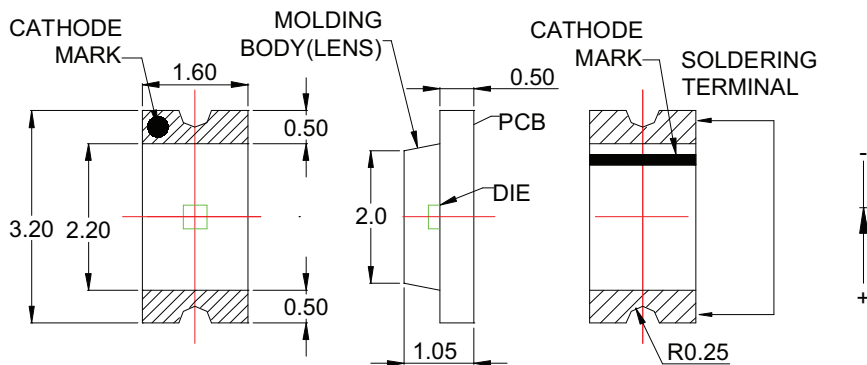 CATHODE
MARK
1.60
0.50
3.20
2.20
0.50
MOLDING
BODY(LENS)
0.50
PCB
DIE
2.0
1.05
CATHODE
MARK
SOLDERING
TERMINAL
R0.25
-
+